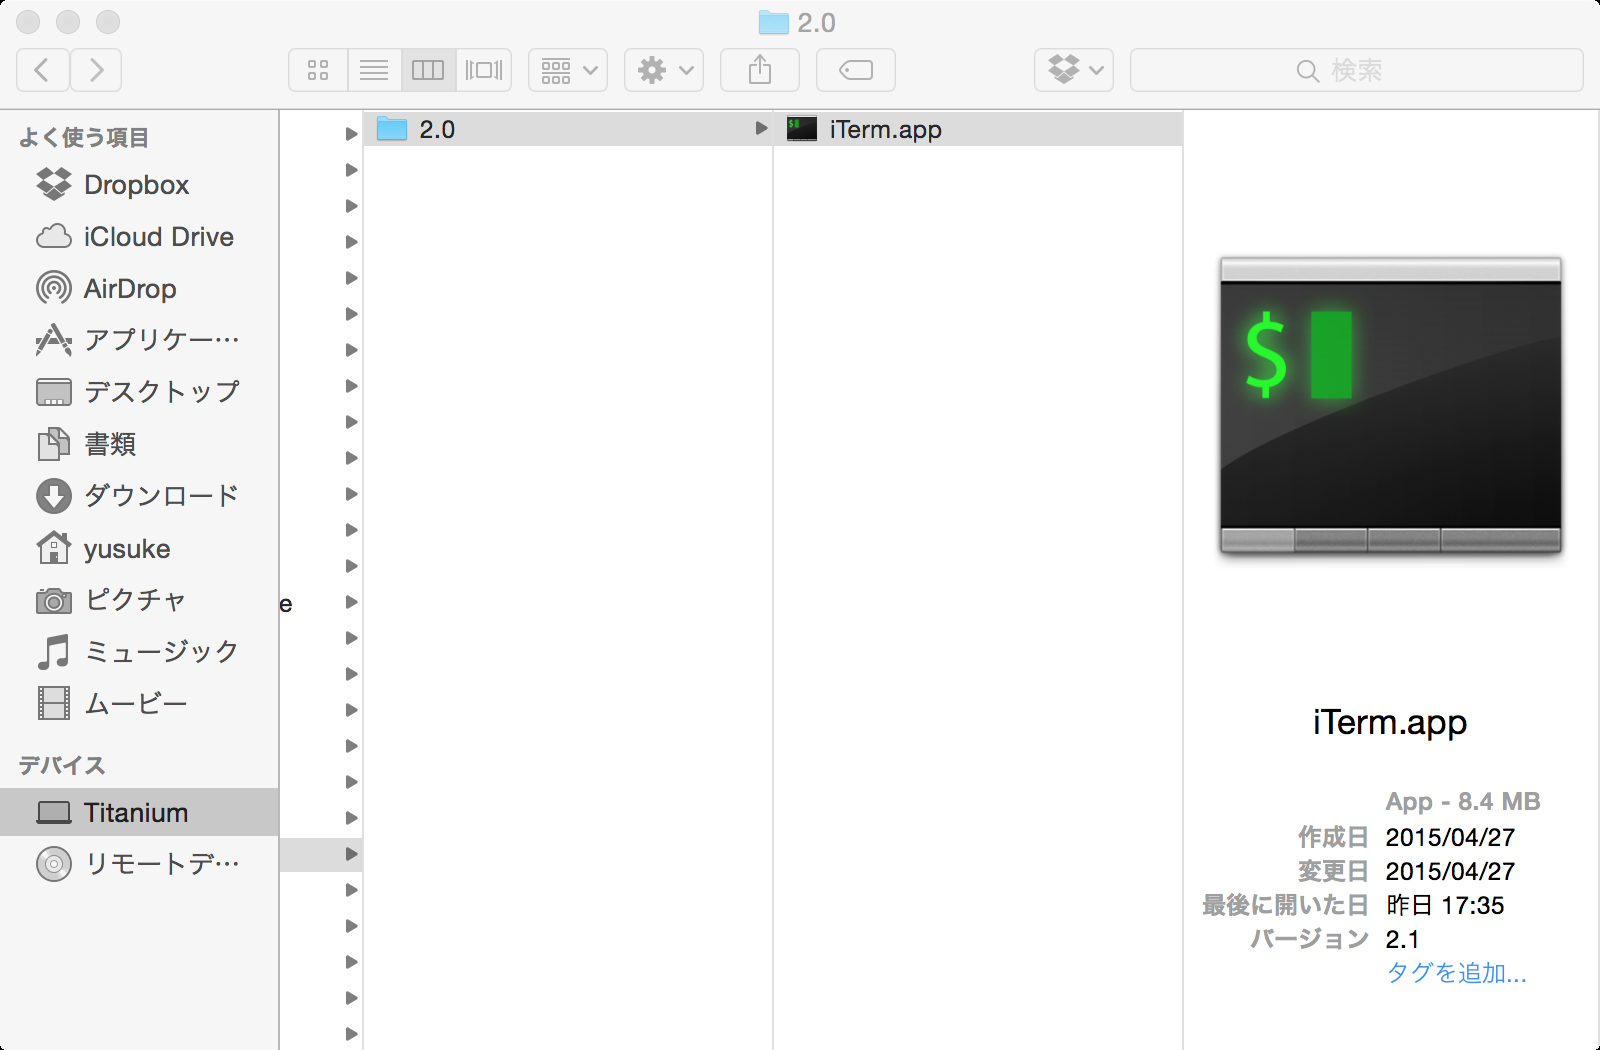 2.0
検索
よく使う項目
Dropbox
iCloud Drive
AirDrop
アプリケー…
デスクトップ
書類
ダウンロード
yusuke
ピクチャ
ミュージック
ムービー
デバイス
Titanium
リモートデ…
e
2.0
iTerm.app
$
iTerm.app
App - 8.4 MB
作成日 2015/04/27
変更日 2015/04/27
最後に開いた日 昨日 17:35
バージョン 2.1
タグを追加...